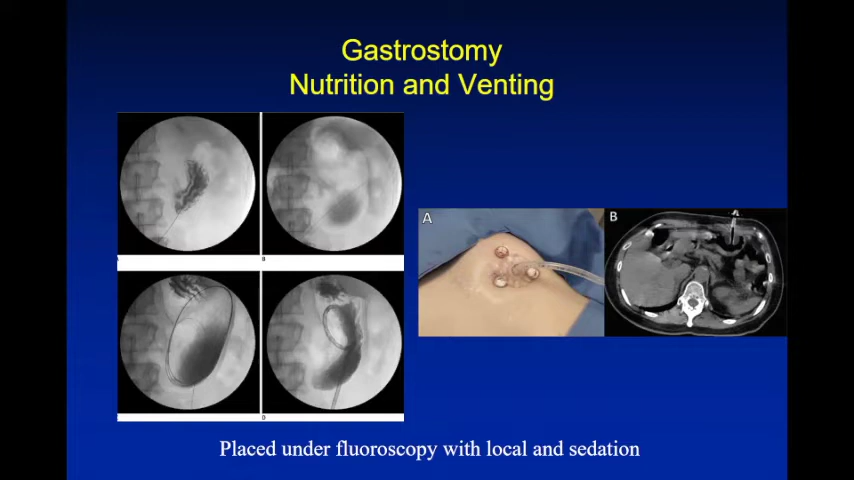 Gastrostomy
Nutrition and Venting
A
B
B
D
Placed under fluoroscopy with local and sedation